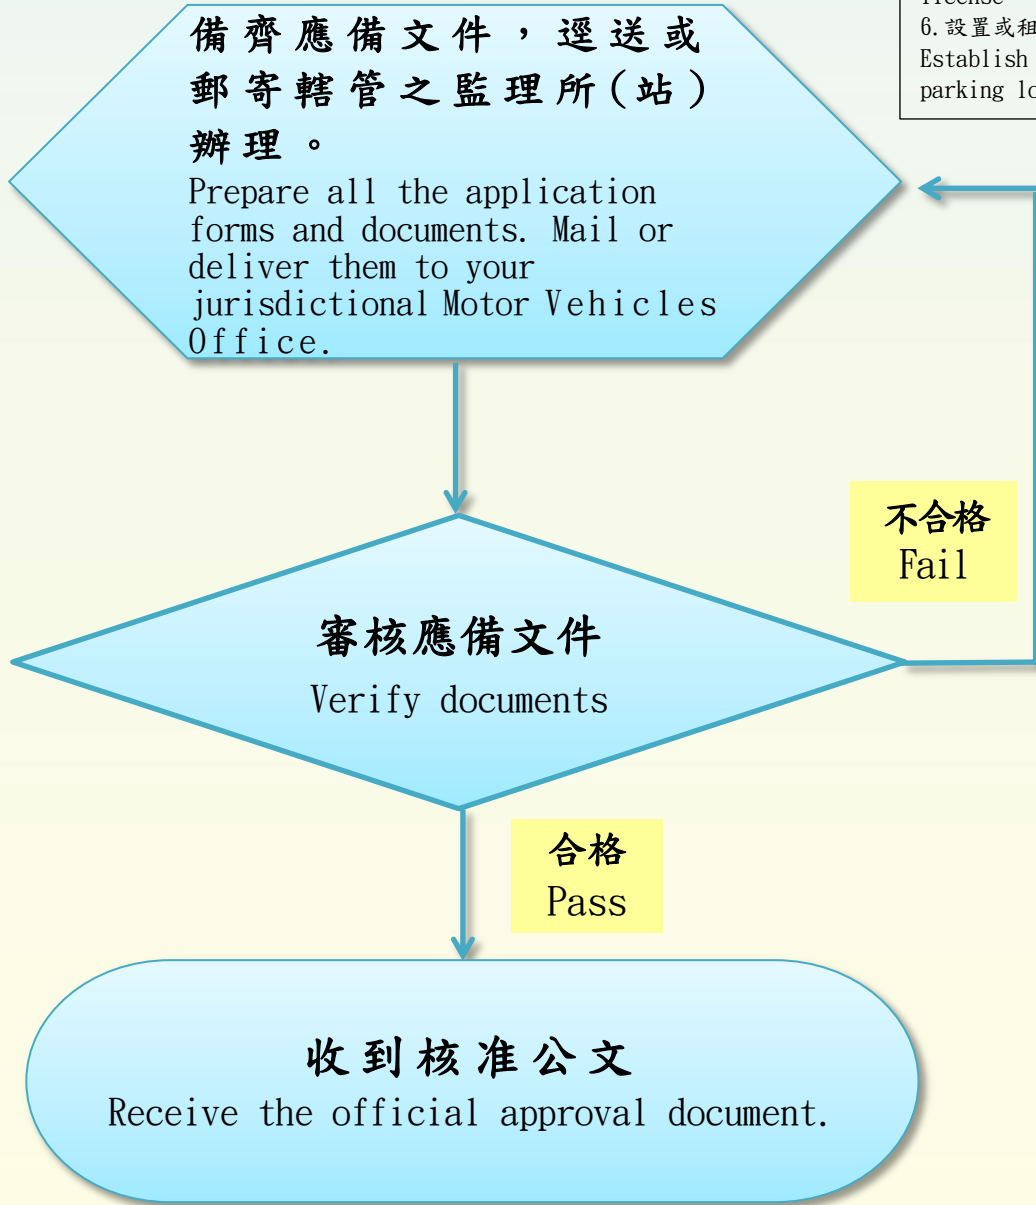 6.設置或租
Establish
parking
備齊應備文件，逕送或
郵寄轄管之監理所(站)
辦理。
Prepare all the application
forms and documents. Mail or
deliver them to your
jurisdictional Motor Vehicles
Office.
不合格
Fail
審核應備文件
Verify documents
合格
Pass
收到核准公文
Receive the official approval document.